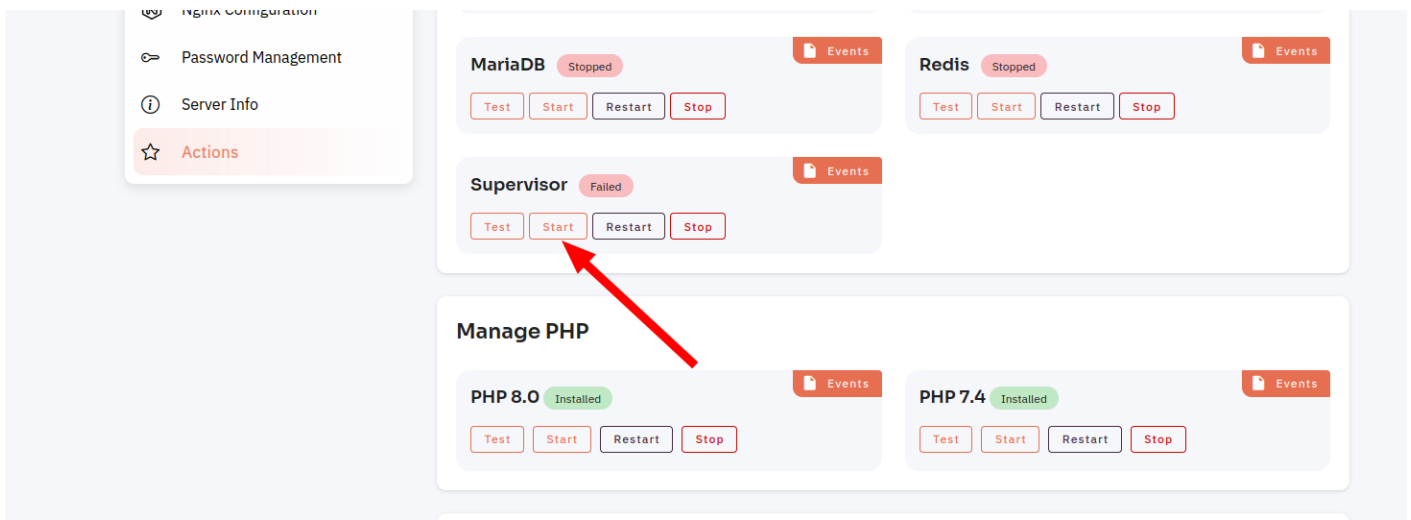 Nginx Configuration
Password Management
Server Info
Actions
MariaDB Stopped Events
Test Start Restart Stop
Redis Stopped Events
Test Start Restart Stop
Supervisor Failed Events
Test Start Restart Stop
Manage PHP
PHP 8.0 Installed Events
Test Start Restart Stop
PHP 7.4 Installed Events
Test Start Restart Stop